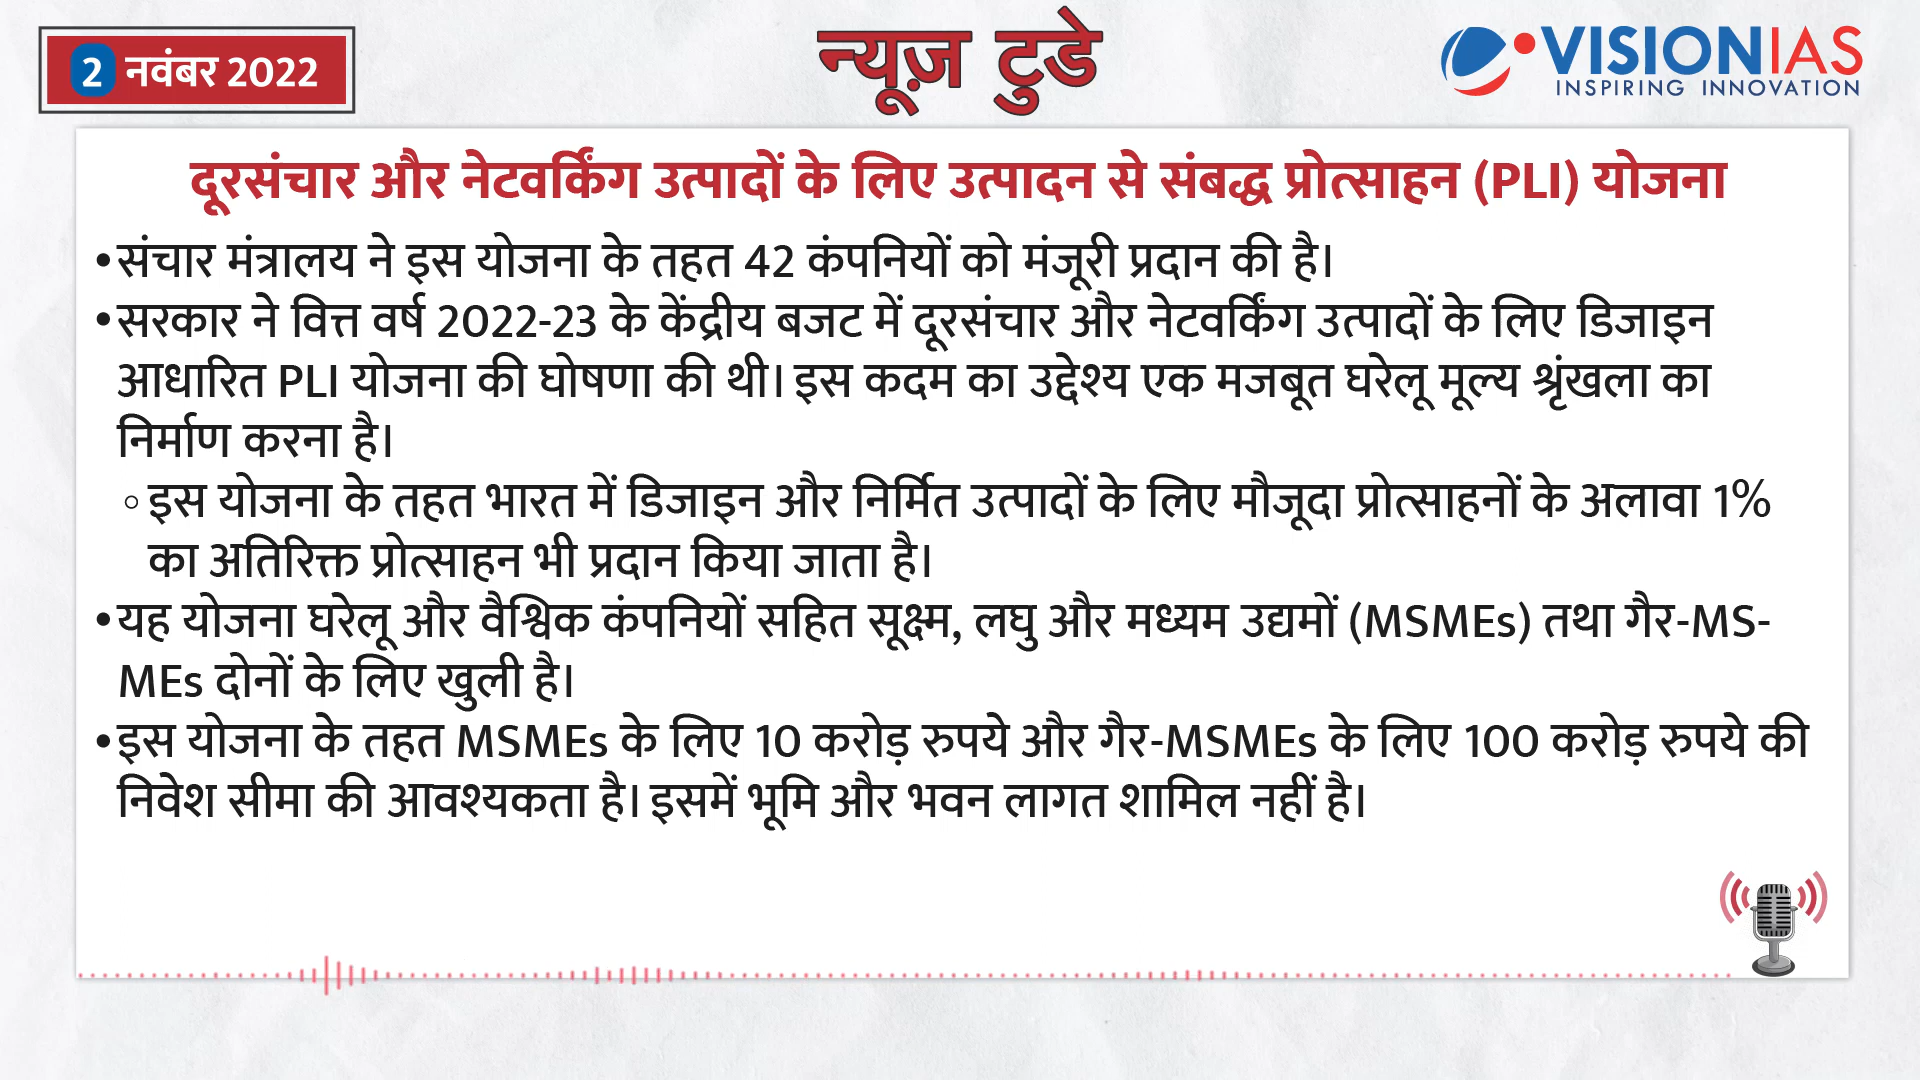 2 नवंबर 2022
न्यूज़ टुडे
VISIONIAS
INSPIRING INNOVATION
दूरसंचार और नेटवर्किंग उत्पादों के लिए उत्पादन से संबद्ध प्रोत्साहन (PLI) योजना
•संचार मंत्रालय ने इस योजना के तहत 42 कंपनियों को मंजूरी प्रदान की है।
•सरकार ने वित्त वर्ष 2022-23 के केंद्रीय बजट में दूरसंचार और नेटवर्किंग उत्पादों के लिए डिजाइन
आधारित PLI योजना की घोषणा की थी। इस कदम का उद्देश्य एक मजबूत घरेलू मूल्य श्रृंखला का
निर्माण करना है।
◦ इस योजना के तहत भारत में डिजाइन और निर्मित उत्पादों के लिए मौजूदा प्रोत्साहनों के अलावा 1%
का अतिरिक्त प्रोत्साहन भी प्रदान किया जाता है।
•यह योजना घरेलू और वैश्विक कंपनियों सहित सूक्ष्म, लघु और मध्यम उद्यमों (MSMEs) तथा गैर-MS-
MEs दोनों के लिए खुली है।
•इस योजना के तहत MSMEs के लिए 10 करोड़ रुपये और गैर-MSMEs के लिए 100 करोड़ रुपये की
निवेश सीमा की आवश्यकता है। इसमें भूमि और भवन लागत शामिल नहीं है।